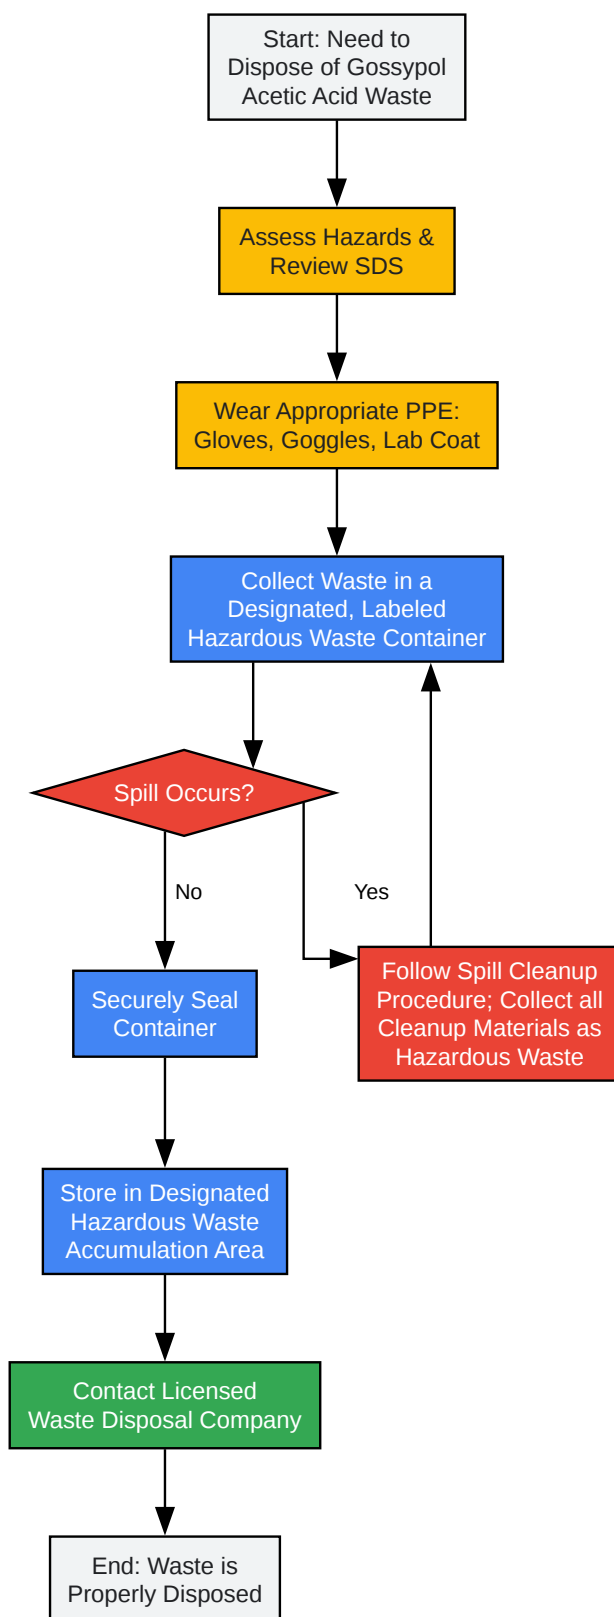 Start: Need to
Dispose of Gossypol
Acetic Acid Waste
Assess Hazards &
Review SDS
Wear Appropriate PPE:
Gloves, Goggles, Lab Coat
Collect Waste in a
Designated, Labeled
Hazardous Waste Container
Spill Occurs?
No
Yes
Follow Spill Cleanup
Procedure; Collect all
Cleanup Materials as
Hazardous Waste
Securely Seal
Container
Store in Designated
Hazardous Waste
Accumulation Area
Contact Licensed
Waste Disposal Company
End: Waste is
Properly Disposed